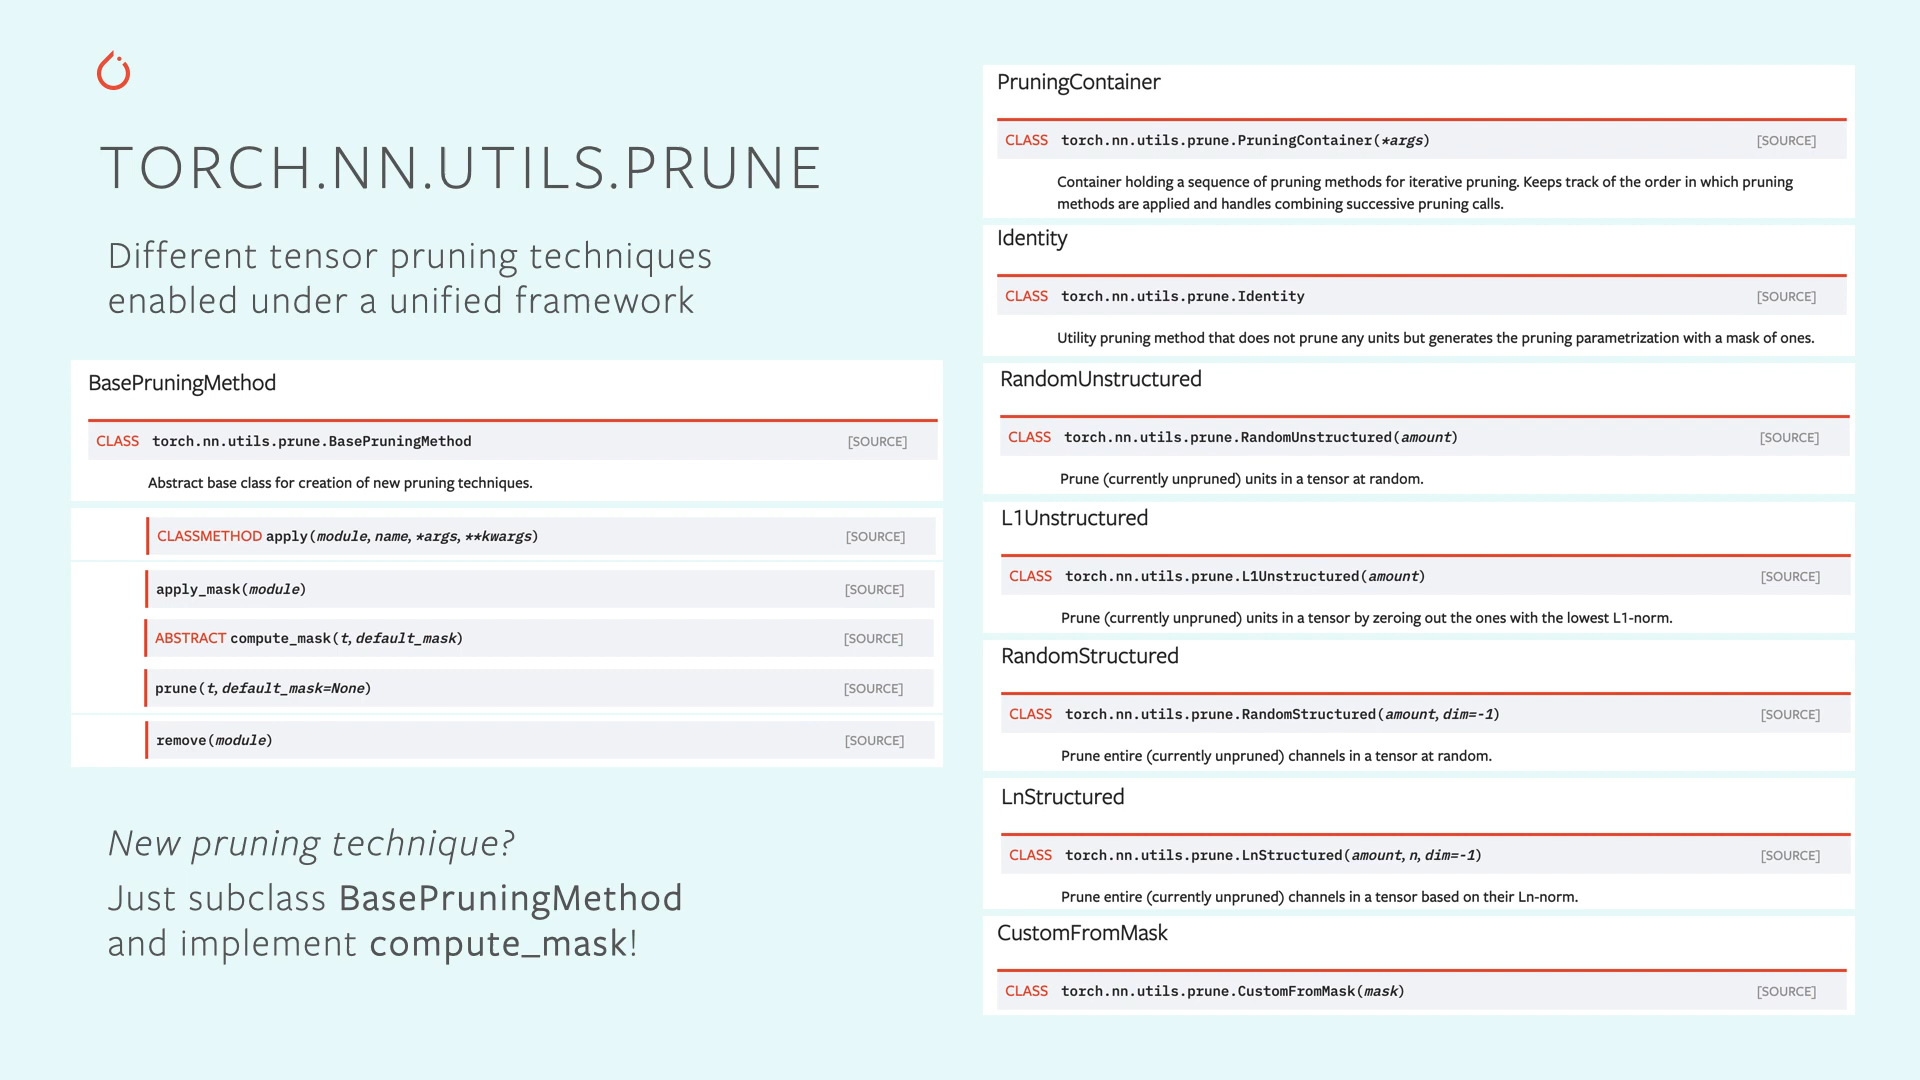 TORCH.NN.UTILS.PRUNE
Different tensor pruning techniques
enabled under a unified framework
BasePruningMethod
CLASS torch.nn.utils.prune.BasePruningMethod [SOURCE]
Abstract base class for creation of new pruning techniques.
CLASSMETHOD apply(module, name, *args, **kwargs) [SOURCE]
apply_mask(module) [SOURCE]
ABSTRACT compute_mask(t, default_mask) [SOURCE]
prune(t, default_mask=None) [SOURCE]
remove(module) [SOURCE]
New pruning technique?
Just subclass BasePruningMethod
and implement compute_mask!
PruningContainer
CLASS torch.nn.utils.prune.PruningContainer(*args) [SOURCE]
Container holding a sequence of pruning methods for iterative pruning. Keeps track of the order in which pruning
methods are applied and handles combining successive pruning calls.
Identity
CLASS torch.nn.utils.prune.Identity [SOURCE]
Utility pruning method that does not prune any units but generates the pruning parametrization with a mask of ones.
RandomUnstructured
CLASS torch.nn.utils.prune.RandomUnstructured(amount) [SOURCE]
Prune (currently unpruned) units in a tensor at random.
L1Unstructured
CLASS torch.nn.utils.prune.L1Unstructured(amount) [SOURCE]
Prune (currently unpruned) units in a tensor by zeroing out the ones with the lowest L1-norm.
RandomStructured
CLASS torch.nn.utils.prune.RandomStructured(amount, dim=-1) [SOURCE]
Prune entire (currently unpruned) channels in a tensor at random.
LnStructured
CLASS torch.nn.utils.prune.LnStructured(amount, n, dim=-1) [SOURCE]
Prune entire (currently unpruned) channels in a tensor based on their Ln-norm.
CustomFromMask
CLASS torch.nn.utils.prune.CustomFromMask(mask) [SOURCE]